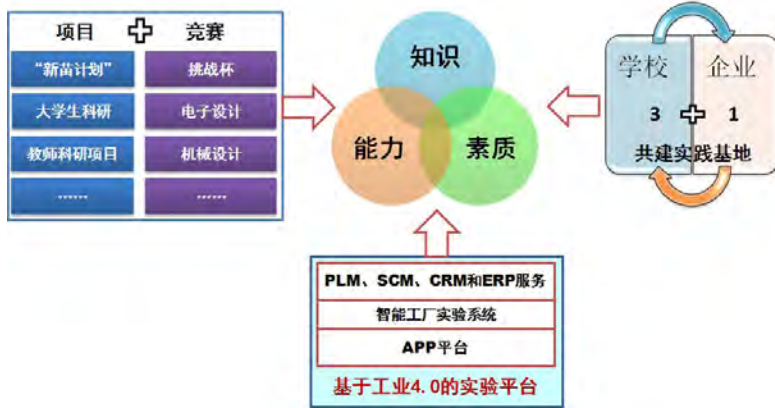 项目 竞赛
“新苗计划” 挑战杯
大学生科研 电子设计
教师科研项目 机械设计
…… ……
知识
能力 素质
学校 企业
3 1
共建实践基地
PLM、SCM、CRM和ERP服务
智能工厂实验系统
APP平台
基于工业4.0的实验平台